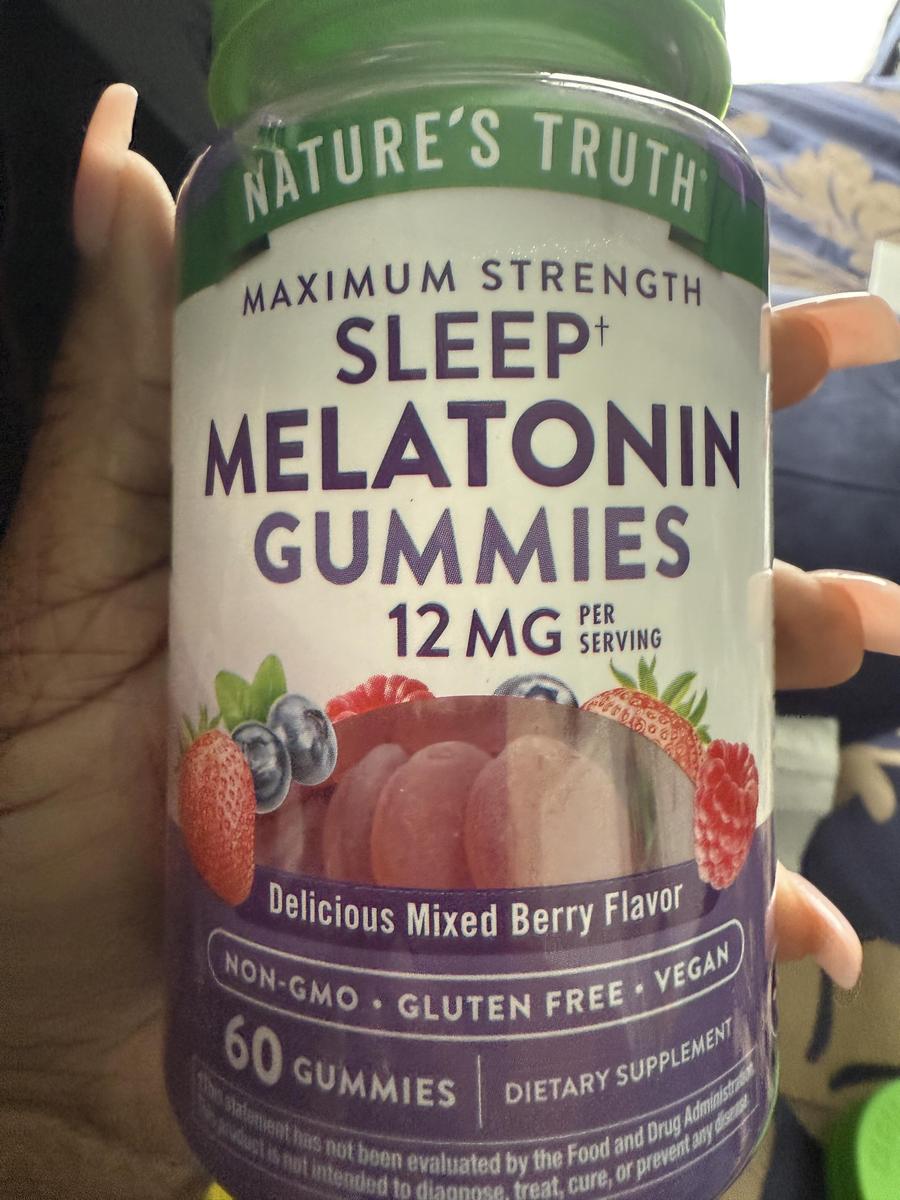 NATURE'S TRUTH
MAXIMUM STRENGTH
SLEEP†
MELATONIN
GUMMIES
12 MG PER SERVING
Delicious Mixed Berry Flavor
NON-GMO • GLUTEN FREE • VEGAN
60 GUMMIES | DIETARY SUPPLEMENT
statement has not been evaluated by the Food and Drug Administration
product is not intended to diagnose, treat, cure, or prevent any disease.